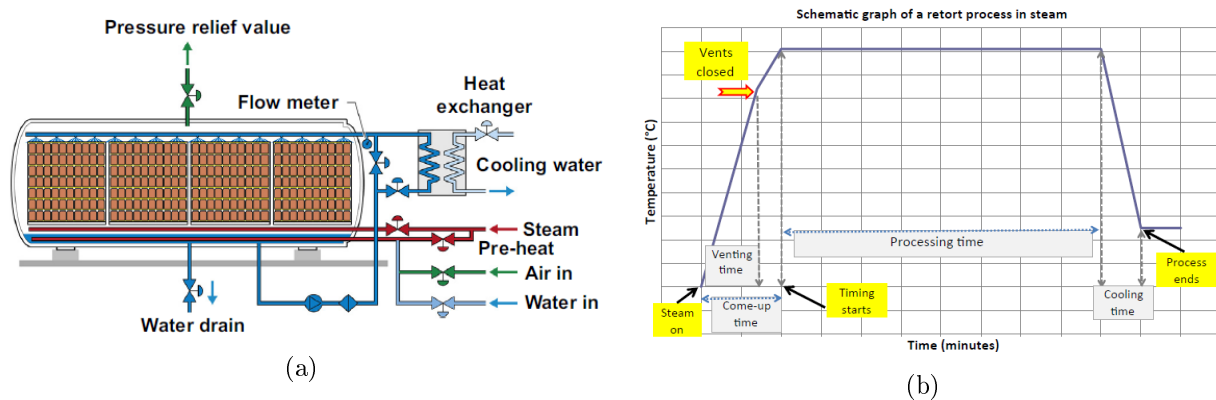 Pressure relief value
Flow meter
Heat
exchanger
Cooling water
Steam
Pre-heat
Air in
Water in
Water drain
(a)
Schematic graph of a retort process in steam
Vents
closed
Temperature (°C)
Processing time
Venting
time
Process
ends
Steam
on
Come-up
time
Timing
starts
Cooling
time
Time (minutes)
(b)